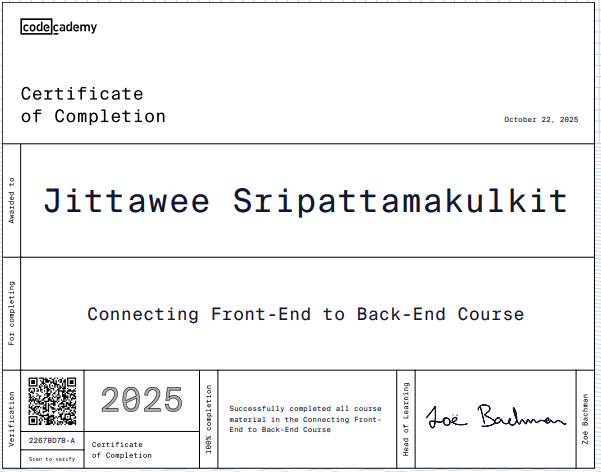 codecademy
Certificate
of Completion
October 22, 2025
Awarded to
Jittawee Sripattamakulkit
For completing
Connecting Front-End to Back-End Course
Verification
2267BD78-A
Scan to verify
2025
Certificate
of Completion
100% completion
Successfully completed all course
material in the Connecting Front-
End to Back-End Course
Head of Learning
Zoë Bachman
Zoë Bachman